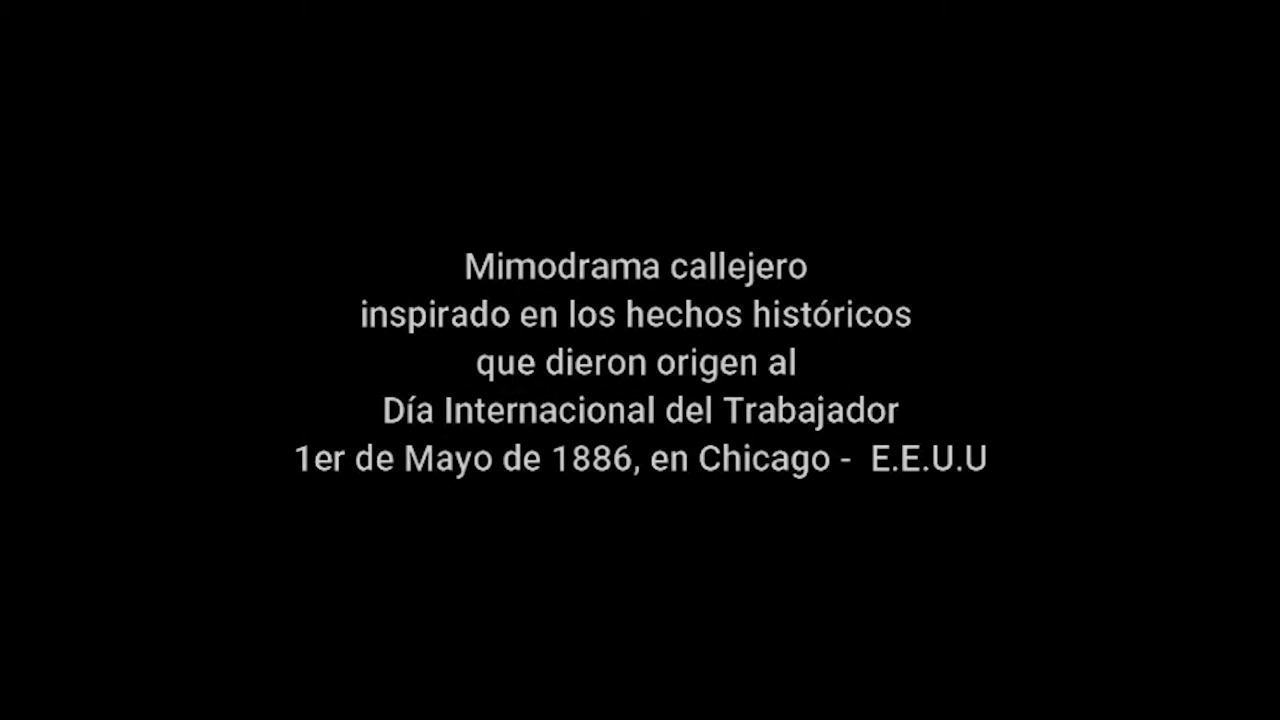 Mimodrama callejero
inspirado en los hechos históricos
que dieron origen al
Día Internacional del Trabajador
1er de Mayo de 1886, en Chicago -  E.E.U.U